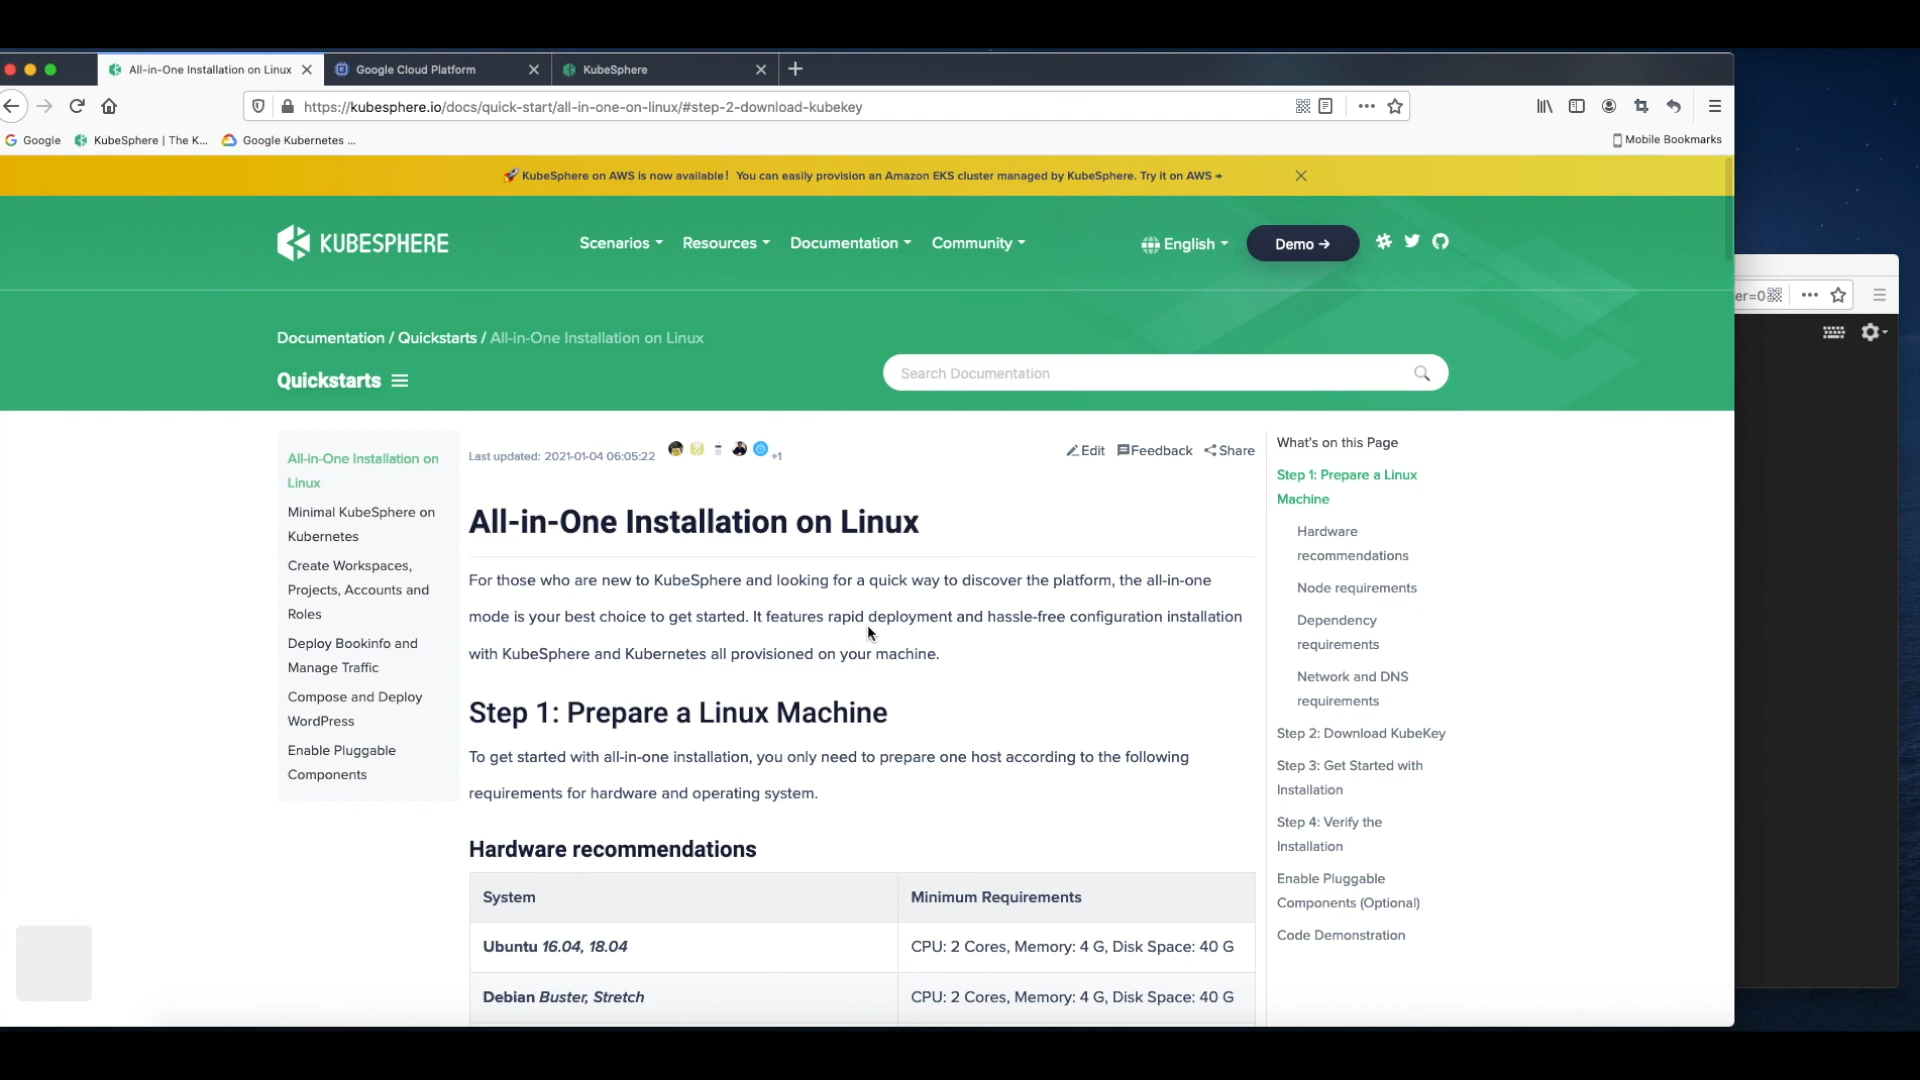 All-in-One Installation on Linux
Google Cloud Platform
KubeSphere
https://kubesphere.io/docs/quick-start/all-in-one-on-linux/#step-2-download-kubekey
Google
KubeSphere | The K...
Google Kubernetes ...
Mobile Bookmarks
🚀 KubeSphere on AWS is now available! You can easily provision an Amazon EKS cluster managed by KubeSphere. Try it on AWS →
KUBESPHERE
Scenarios
Resources
Documentation
Community
English
Demo →
er=0
Documentation / Quickstarts / All-in-One Installation on Linux
Quickstarts
Search Documentation
All-in-One Installation on
Linux
Minimal KubeSphere on
Kubernetes
Create Workspaces,
Projects, Accounts and
Roles
Deploy Bookinfo and
Manage Traffic
Compose and Deploy
WordPress
Enable Pluggable
Components
Last updated: 2021-01-04 06:05:22
+1
Edit
Feedback
Share
All-in-One Installation on Linux
For those who are new to KubeSphere and looking for a quick way to discover the platform, the all-in-one
mode is your best choice to get started. It features rapid deployment and hassle-free configuration installation
with KubeSphere and Kubernetes all provisioned on your machine.
Step 1: Prepare a Linux Machine
To get started with all-in-one installation, you only need to prepare one host according to the following
requirements for hardware and operating system.
Hardware recommendations
System
Minimum Requirements
Ubuntu 16.04, 18.04
CPU: 2 Cores, Memory: 4 G, Disk Space: 40 G
Debian Buster, Stretch
CPU: 2 Cores, Memory: 4 G, Disk Space: 40 G
What's on this Page
Step 1: Prepare a Linux
Machine
Hardware
recommendations
Node requirements
Dependency
requirements
Network and DNS
requirements
Step 2: Download KubeKey
Step 3: Get Started with
Installation
Step 4: Verify the
Installation
Enable Pluggable
Components (Optional)
Code Demonstration